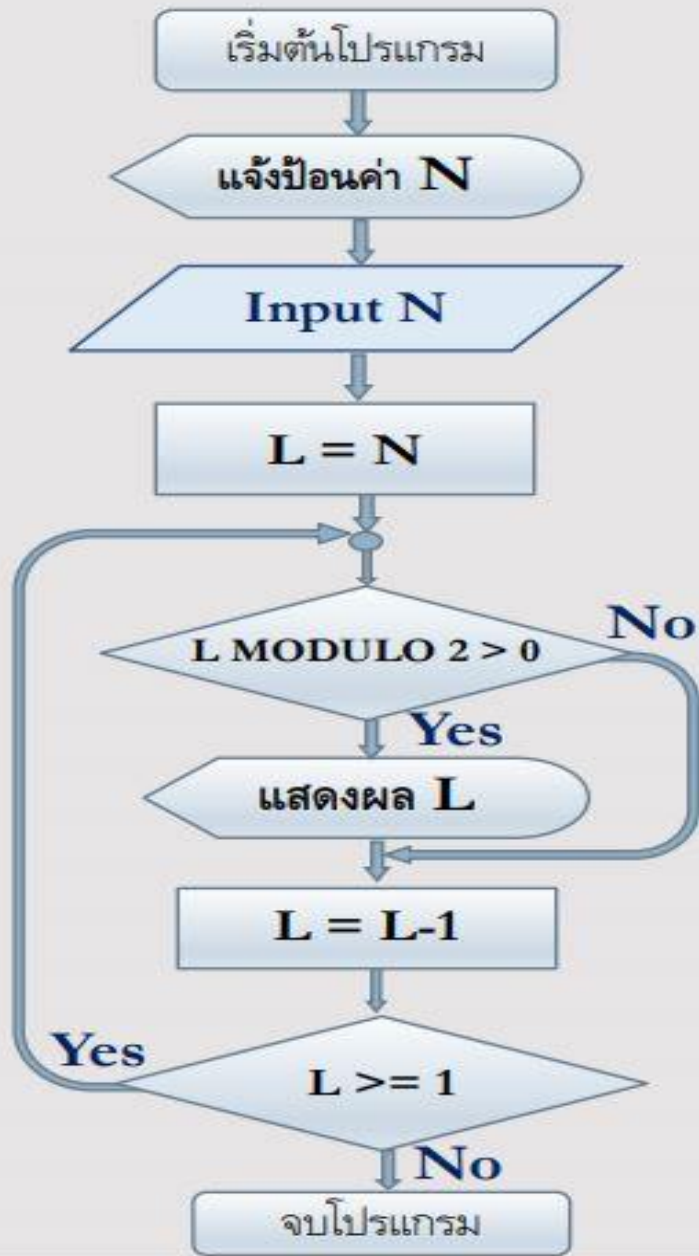 เริ่มต้นโปรแกรม
แจ้งป้อนค่า N
Input N
L = N
L MODULO 2 > 0
No
Yes
แสดงผล L
L = L-1
Yes
L >= 1
No
จบโปรแกรม